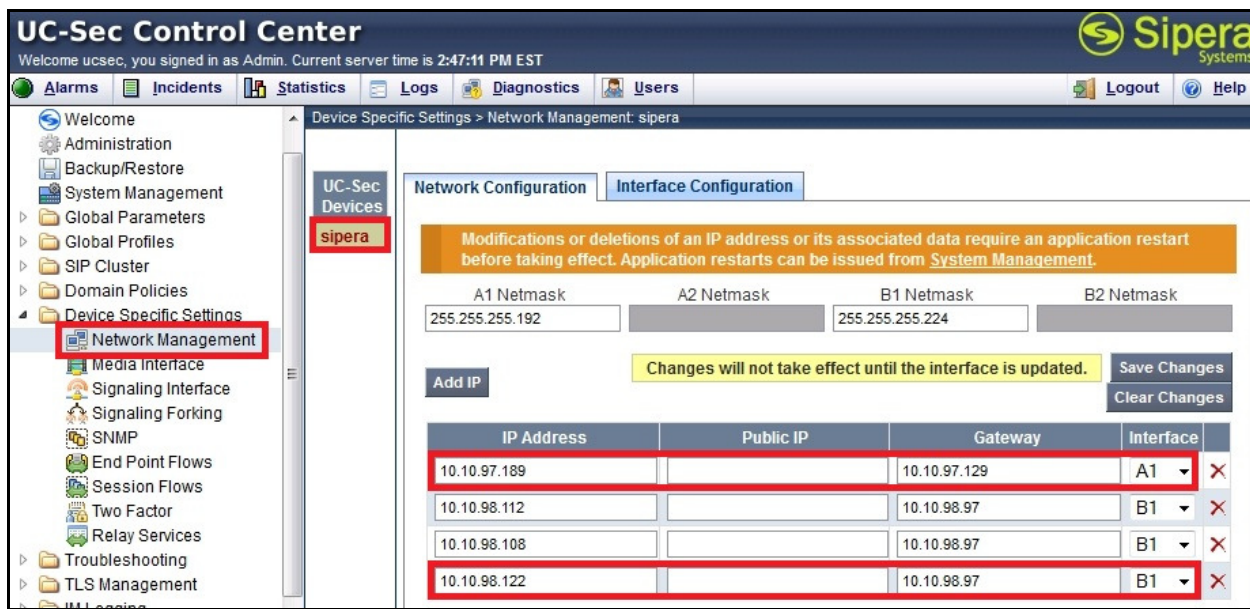 UC-Sec Control Center
Sipera
Systems
Welcome ucsec, you signed in as Admin. Current server time is 2:47:11 PM EST
Alarms Incidents Statistics Logs Diagnostics Users Logout Help
Welcome
Administration
Backup/Restore
System Management
Global Parameters
Global Profiles
SIP Cluster
Domain Policies
Device Specific Settings
Network Management
Media Interface
Signaling Interface
Signaling Forking
SNMP
End Point Flows
Session Flows
Two Factor
Relay Services
Troubleshooting
TLS Management
IM Logging
Device Specific Settings > Network Management: sipera
UC-Sec
Devices
sipera
Network Configuration Interface Configuration
Modifications or deletions of an IP address or its associated data require an application restart
before taking effect. Application restarts can be issued from System Management.
A1 Netmask A2 Netmask B1 Netmask B2 Netmask
255.255.255.192 255.255.255.224
Add IP
Changes will not take effect until the interface is updated.
Save Changes
Clear Changes
IP Address Public IP Gateway Interface
10.10.97.189 10.10.97.129 A1
10.10.98.112 10.10.98.97 B1
10.10.98.108 10.10.98.97 B1
10.10.98.122 10.10.98.97 B1